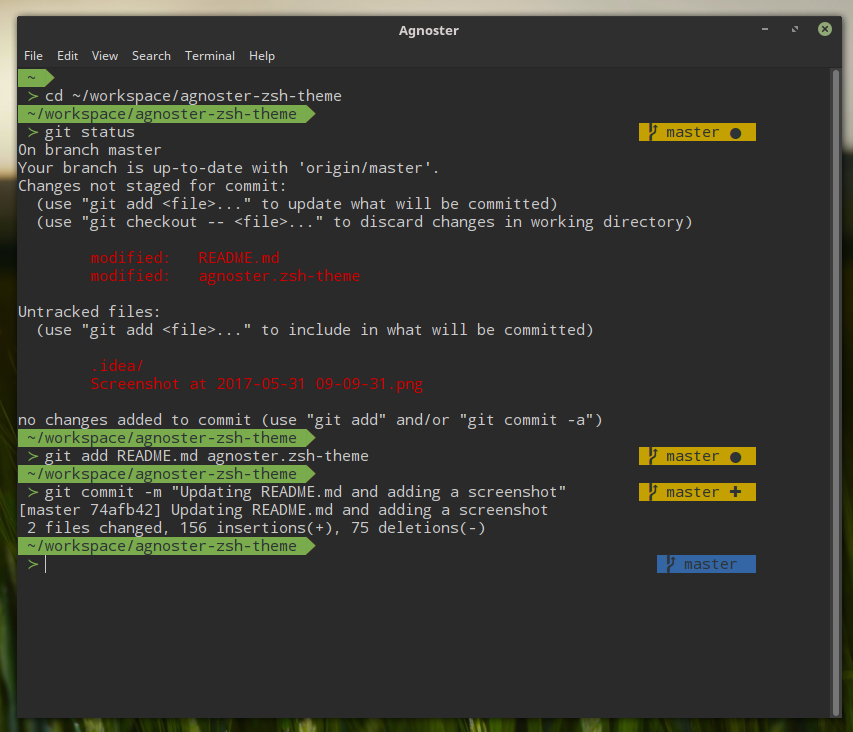 Agnoster
File Edit View Search Terminal Help
~
> cd ~/workspace/agnoster-zsh-theme
~/workspace/agnoster-zsh-theme
> git status master ●
On branch master
Your branch is up-to-date with 'origin/master'.
Changes not staged for commit:
(use "git add <file>..." to update what will be committed)
(use "git checkout -- <file>..." to discard changes in working directory)
modified: README.md
modified: agnoster.zsh-theme
Untracked files:
(use "git add <file>..." to include in what will be committed)
.idea/
Screenshot at 2017-05-31 09-09-31.png
no changes added to commit (use "git add" and/or "git commit -a")
~/workspace/agnoster-zsh-theme
> git add README.md agnoster.zsh-theme master ●
~/workspace/agnoster-zsh-theme
> git commit -m "Updating README.md and adding a screenshot" master ✚
[master 74afb42] Updating README.md and adding a screenshot
2 files changed, 156 insertions(+), 75 deletions(-)
~/workspace/agnoster-zsh-theme
> master